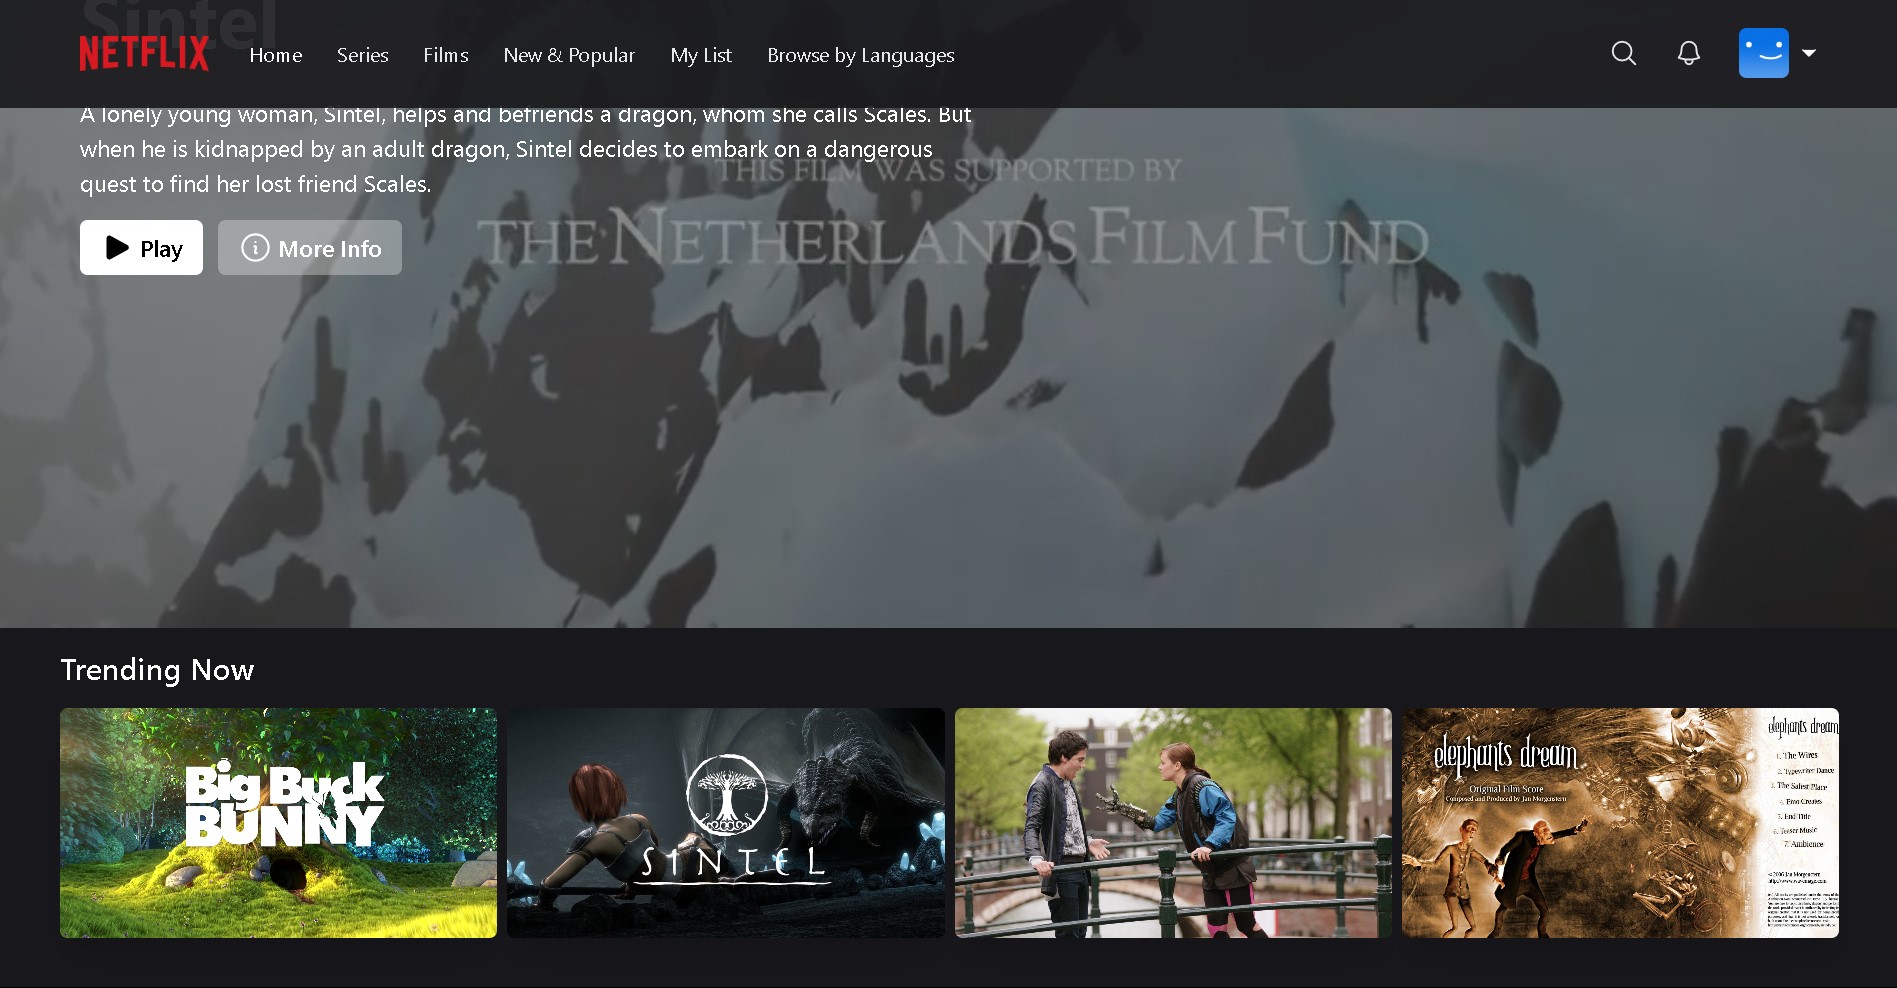 Sintel
NETFLIX
Home Series Films New & Popular My List Browse by Languages
A lonely young woman, Sintel, helps and befriends a dragon, whom she calls Scales. But
when he is kidnapped by an adult dragon, Sintel decides to embark on a dangerous
quest to find her lost friend Scales.
THIS FILM WAS SUPPORTED BY
THE NETHERLANDS FILM FUND
Play
More Info
Trending Now
Big Buck
BUNNY
SINTEL
elephants dream
Original Film Score
Composed and Produced by Jan Morgenstern
elephants dream
1. The Wires
2. Typewriter Dance
3. The Safest Place
4. Emo Creates
5. End Title
6. Teaser Music
7. Ambience